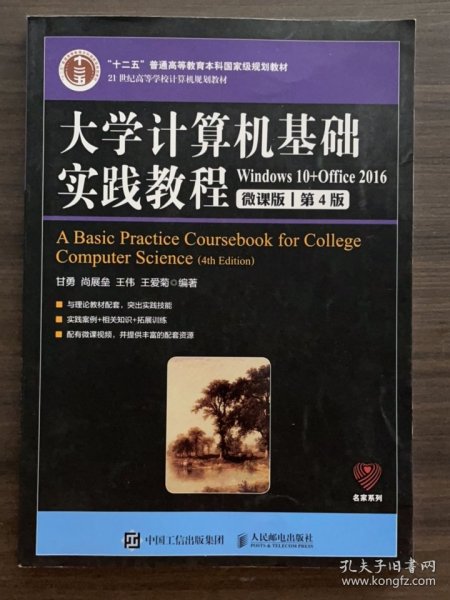 “十二五”普通高等教育本科国家级规划教材
21世纪高等学校计算机规划教材
大学计算机基础
实践教程 Windows 10+Office 2016
微课版 第4版
A Basic Practice Coursebook for College
Computer Science (4th Edition)
甘勇 尚展垒 王伟 王爱菊◎编著
■ 与理论教材配套，突出实践技能
■ 实践案例+相关知识+拓展训练
■ 配有微课视频，并提供丰富的配套资源
名家系列
中国工信出版集团
人民邮电出版社
POSTS & TELECOM PRESS
孔夫子旧书网
www.kongfz.com